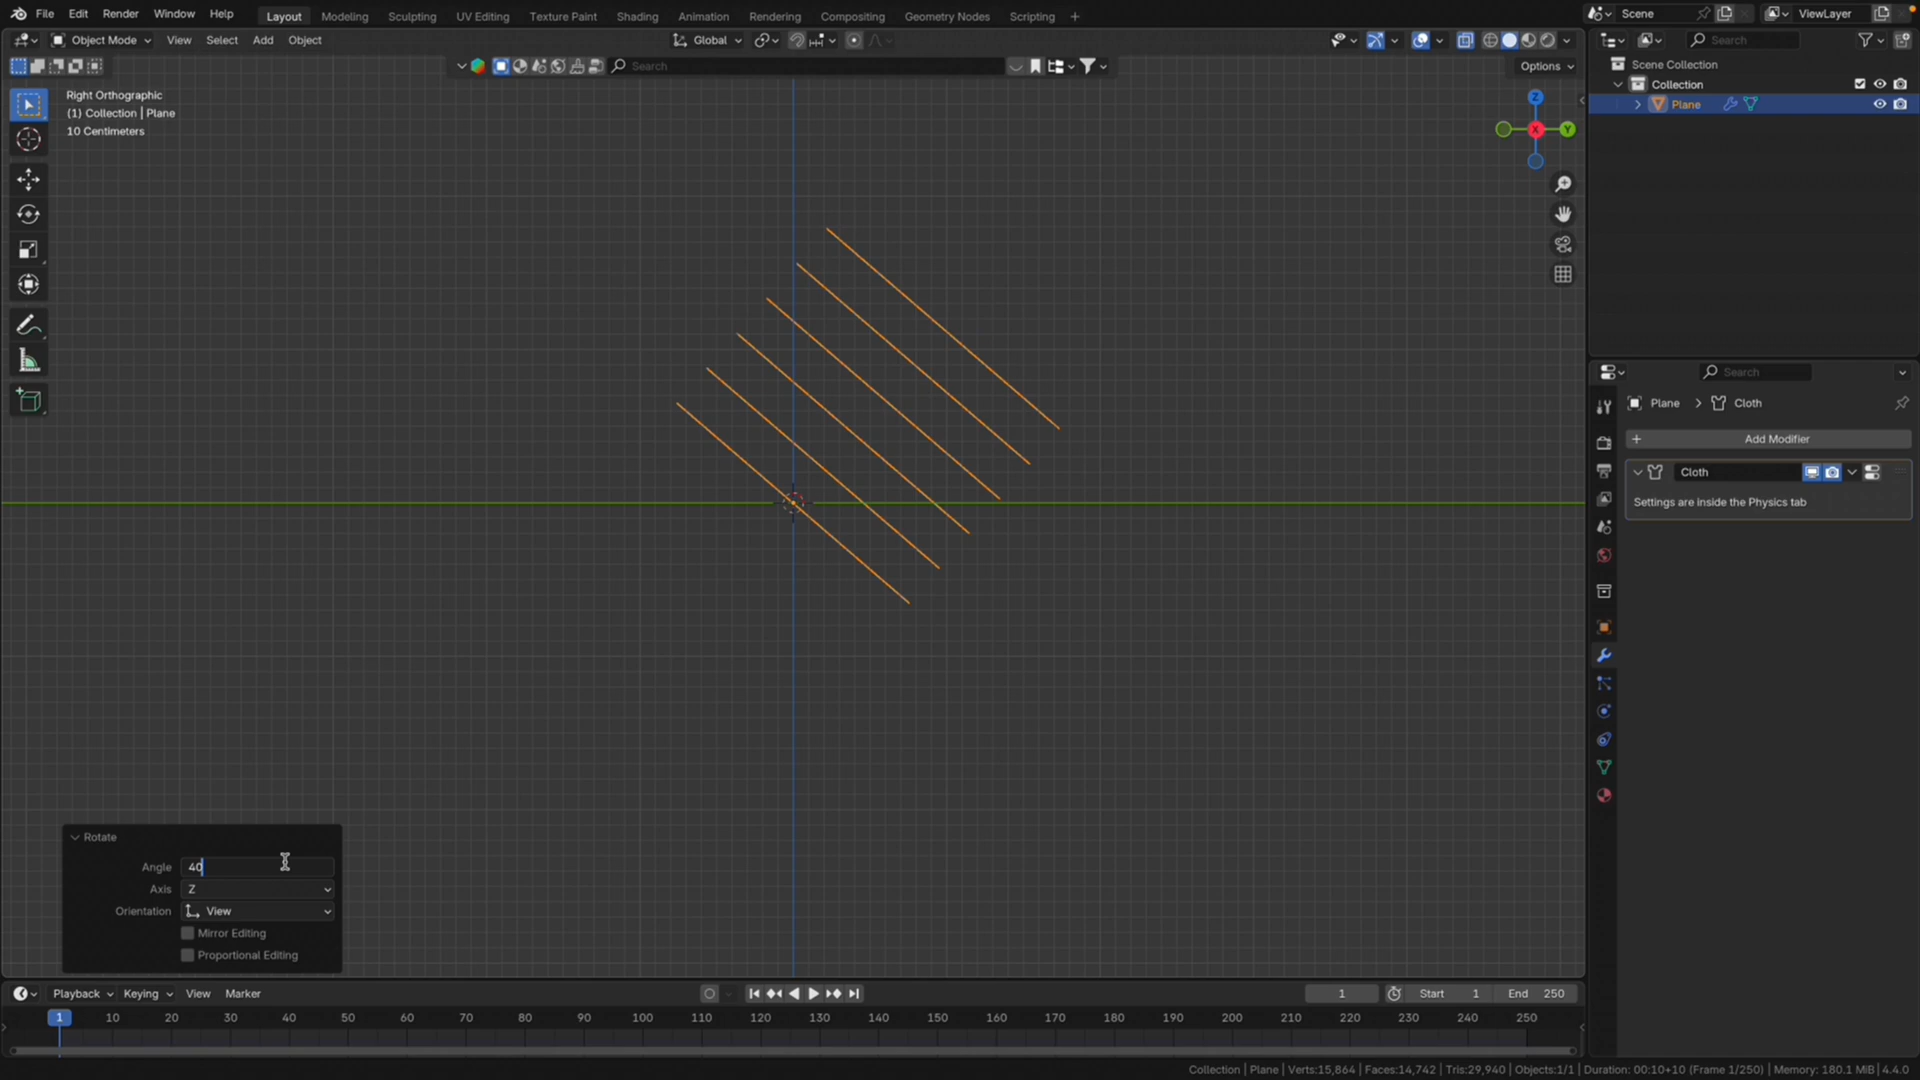 File Edit Render Window Help Layout Modeling Sculpting UV Editing Texture Paint Shading Animation Rendering Compositing Geometry Nodes Scripting + Scene ViewLayer
Object Mode View Select Add Object Global Search
Search Options
Scene Collection
Collection
Plane
Right Orthographic
(1) Collection | Plane
10 Centimeters
Z
X
Y
Search
Plane > Cloth
+ Add Modifier
Cloth
Settings are inside the Physics tab
Rotate
Angle 40
Axis Z
Orientation View
Mirror Editing
Proportional Editing
Playback Keying View Marker 1 Start 1 End 250
1 10 20 30 40 50 60 70 80 90 100 110 120 130 140 150 160 170 180 190 200 210 220 230 240 250
Collection | Plane | Verts:15,864 | Faces:14,742 | Tris:29,940 | Objects:1/1 | Duration: 00:10+10 (Frame 1/250) | Memory: 180.1 MiB | 4.4.0